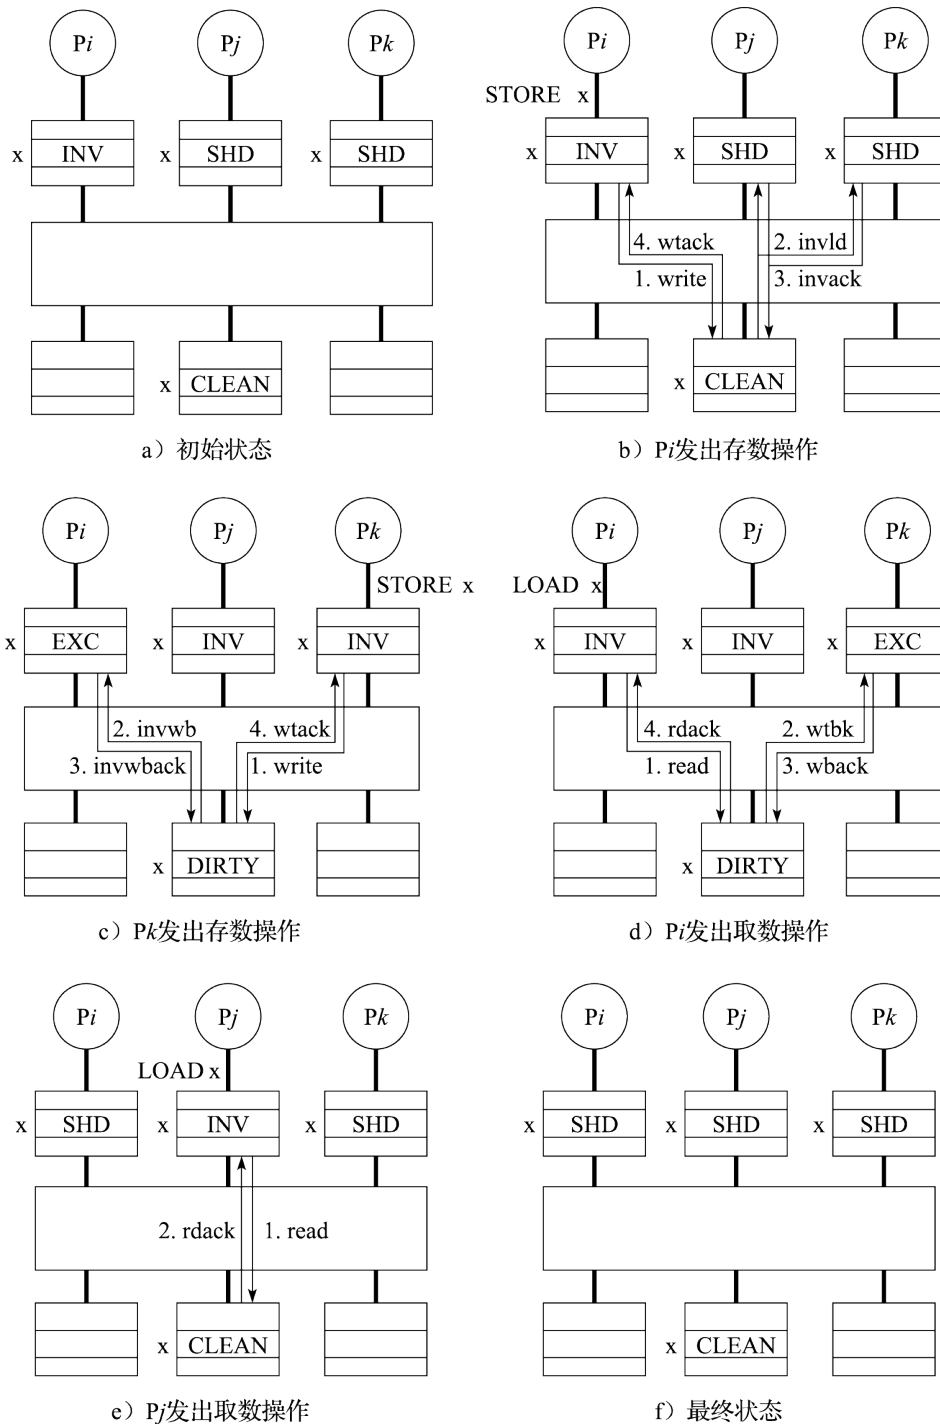 Pi Pj Pk
x INV x SHD x SHD
x CLEAN
a）初始状态
Pi Pj Pk
STORE x
x INV x SHD x SHD
4. wtack 2. invld
1. write 3. invack
x CLEAN
b）Pi发出存数操作
Pi Pj Pk
STORE x
x EXC x INV x INV
2. invwb 4. wtack
3. invwback 1. write
x DIRTY
c）Pk发出存数操作
Pi Pj Pk
LOAD x
x INV x INV x EXC
4. rdack 2. wtbk
1. read 3. wback
x DIRTY
d）Pi发出取数操作
Pi Pj Pk
LOAD x
x SHD x INV x SHD
2. rdack 1. read
x CLEAN
e）Pj发出取数操作
Pi Pj Pk
x SHD x SHD x SHD
x CLEAN
f）最终状态